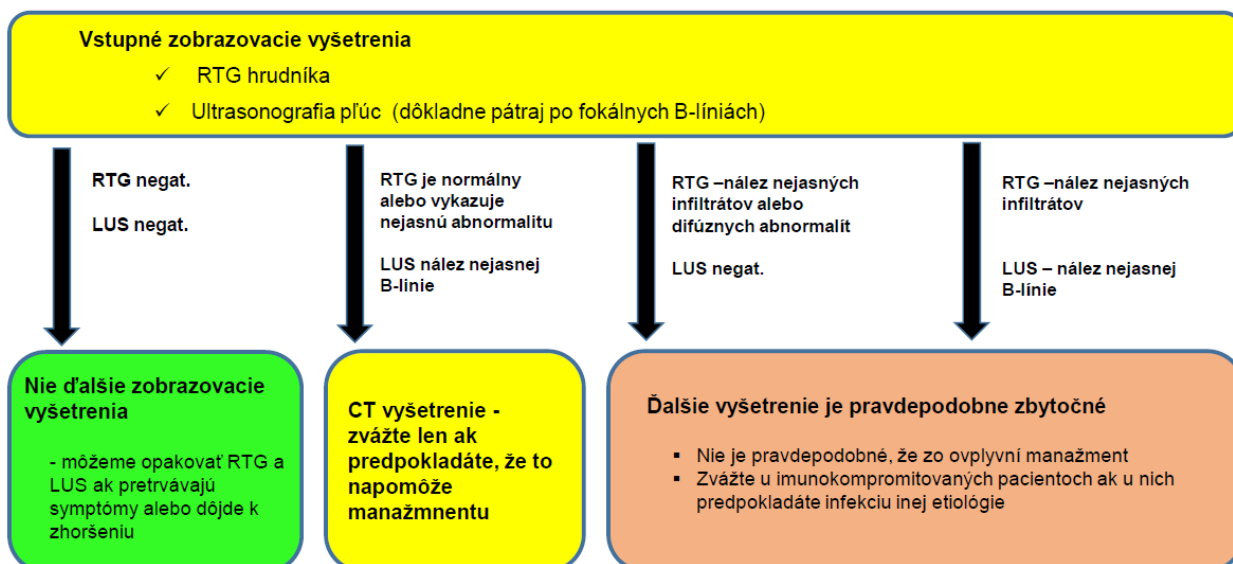 Vstupné zobrazovacie vyšetrenia
✓ RTG hrudníka
✓ Ultrasonografia pľúc (dôkladne pátraj po fokálnych B-líniách)
RTG negat.
LUS negat.
RTG je normálny
alebo vykazuje
nejasnú abnormalitu
LUS nález nejasnej
B-linie
RTG –nález nejasných
infiltrátov alebo
difúznych abnormalít
LUS negat.
RTG –nález nejasných
infiltrátov
LUS – nález nejasnej
B-línie
Nie ďalšie zobrazovacie
vyšetrenia
- môžeme opakovať RTG a
LUS ak pretrvávajú
symptómy alebo dôjde k
zhoršeniu
CT vyšetrenie -
zvážte len ak
predpokladáte, že to
napomôže
manažmnentu
Ďalšie vyšetrenie je pravdepodobne zbytočné
▪ Nie je pravdepodobné, že zo ovplyvní manažment
▪ Zvážte u imunokompromitovaných pacientoch ak u nich
predpokladáte infekciu inej etiológie